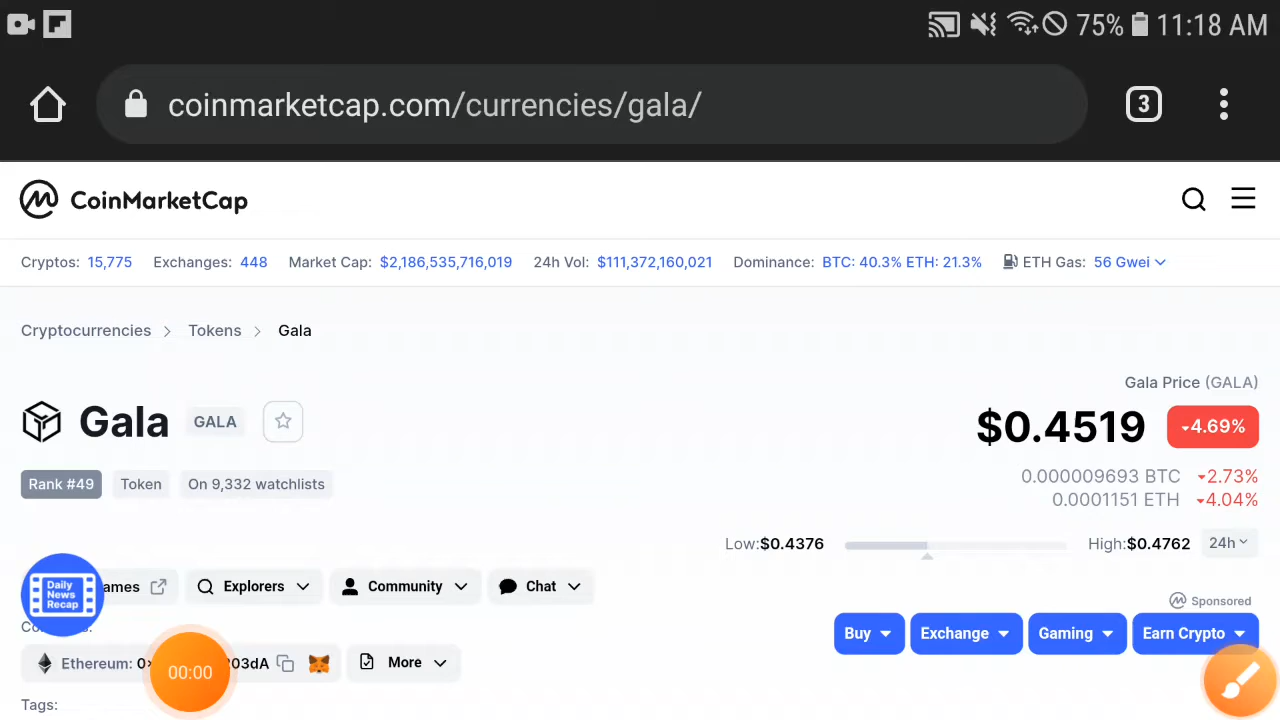 75% 11:18 AM
coinmarketcap.com/currencies/gala/
3
CoinMarketCap
Cryptos: 15,775 Exchanges: 448 Market Cap: $2,186,535,716,019 24h Vol: $111,372,160,021 Dominance: BTC: 40.3% ETH: 21.3% ETH Gas: 56 Gwei
Cryptocurrencies > Tokens > Gala
Gala Price (GALA)
Gala GALA $0.4519 4.69%
Rank #49 Token On 9,332 watchlists
0.000009693 BTC 2.73%
0.0001151 ETH 4.04%
Low:$0.4376 High:$0.4762 24h
Daily
News
Recap
ames Explorers Community Chat
Sponsored
Buy Exchange Gaming Earn Crypto
Ethereum: 03dA More
00:00
Tags: